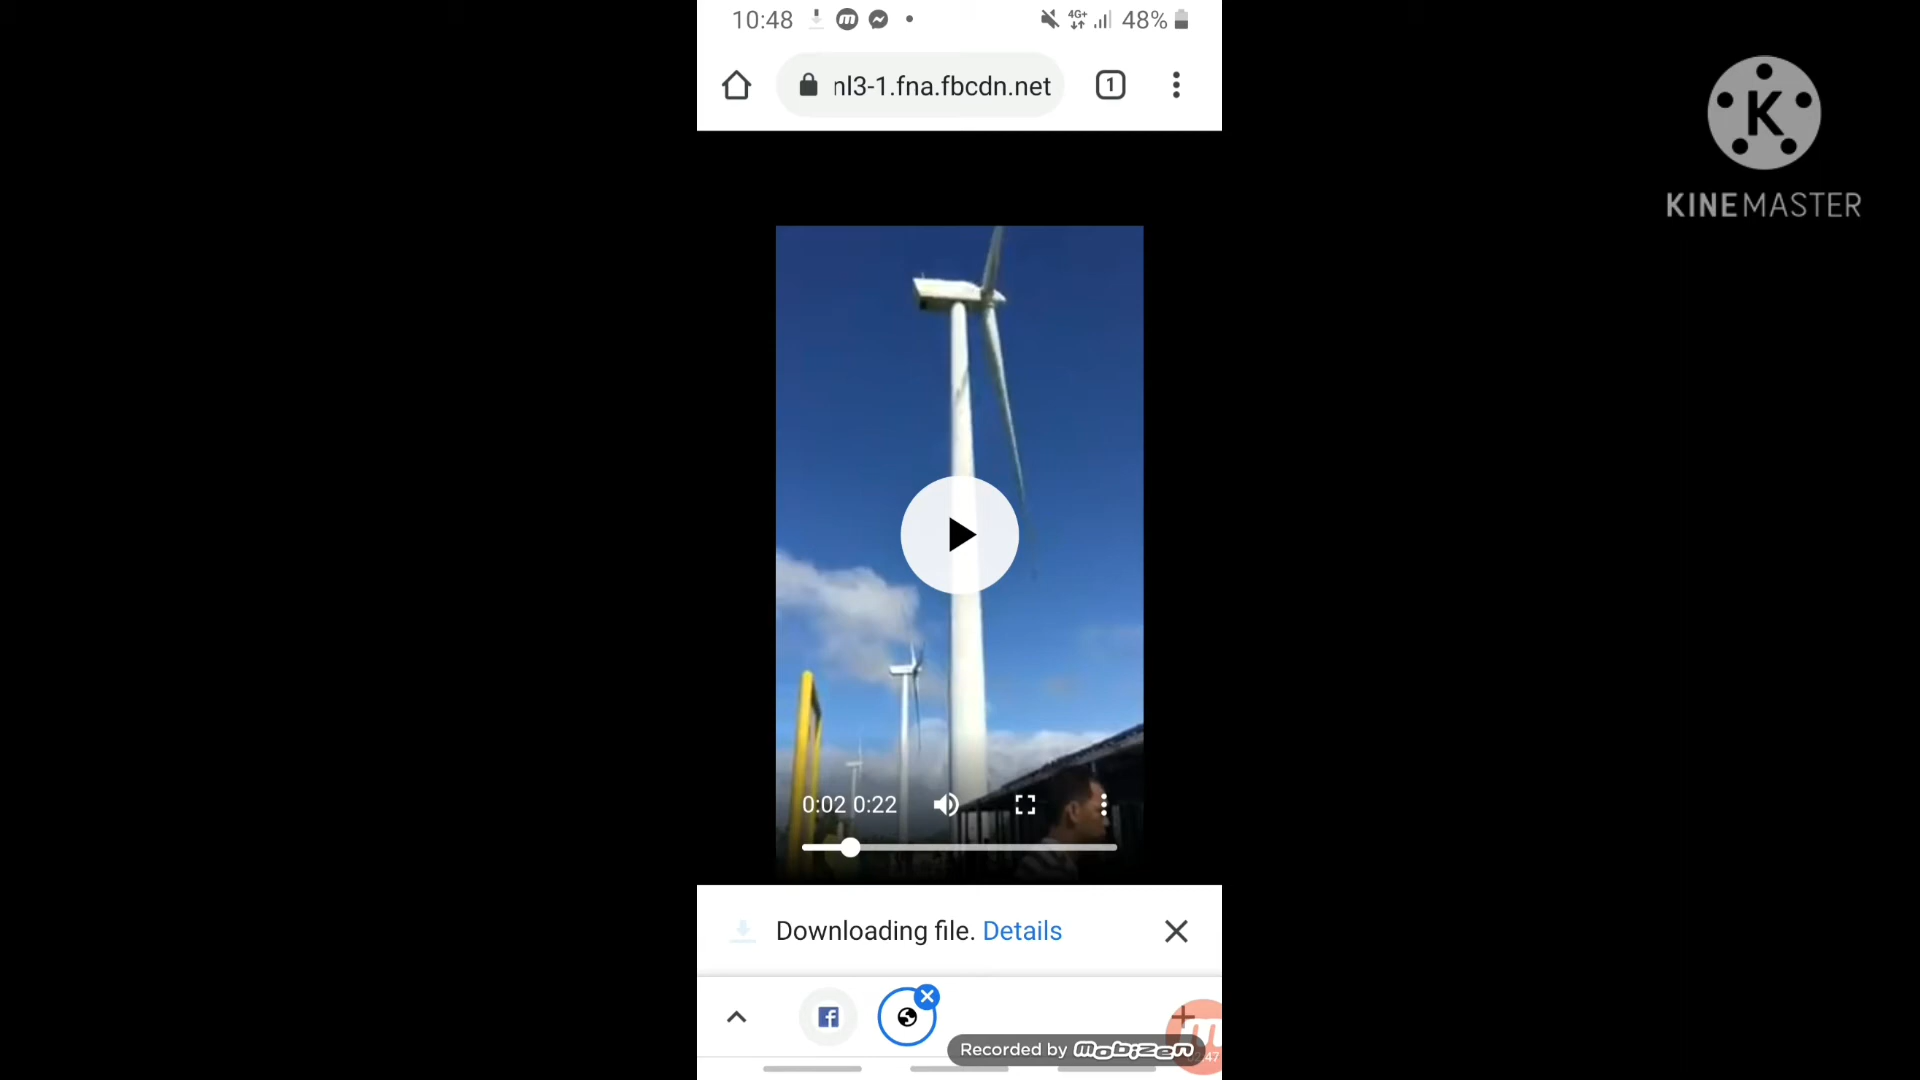 10:48
4G+
48%
nl3-1.fna.fbcdn.net
1
K
KINEMASTER
0:02 0:22
Downloading file. Details
Recorded by mobizen